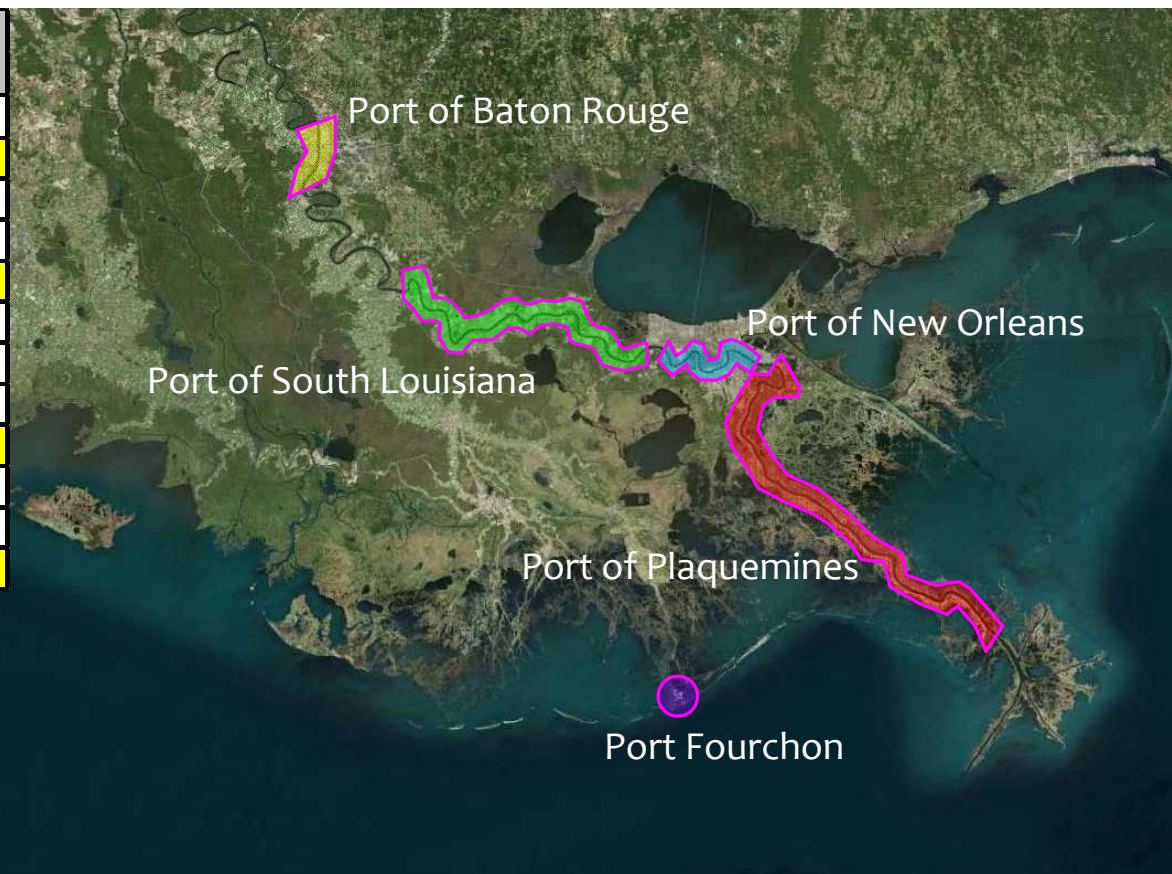 Port of Baton Rouge
Port of New Orleans
Port of South Louisiana
Port of Plaquemines
Port Fourchon